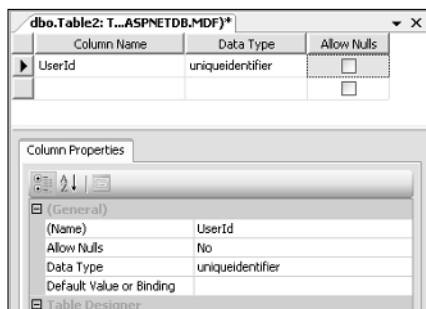 dbo.Table2: T...ASPNETDB.MDF)*
Column Name Data Type Allow Nulls
UserId uniqueidentifier
Column Properties
(General)
(Name) UserId
Allow Nulls No
Data Type uniqueidentifier
Default Value or Binding
Table Designer